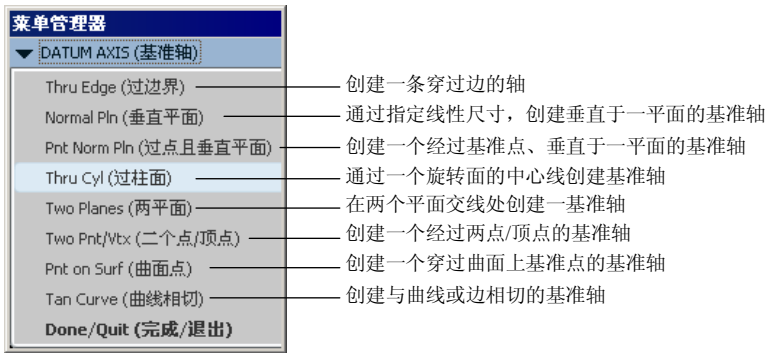 菜单管理器
DATUM AXIS (基准轴)
Thru Edge (过边界) 创建一条穿过边的轴
Normal Pln (垂直平面) 通过指定线性尺寸，创建垂直于一平面的基准轴
Pnt Norm Pln (过点且垂直平面) 创建一个经过基准点、垂直于一平面的基准轴
Thru Cyl (过柱面) 通过一个旋转面的中心线创建基准轴
Two Planes (两平面) 在两个平面交线处创建一基准轴
Two Pnt/Vtx (二个点/顶点) 创建一个经过两点/顶点的基准轴
Pnt on Surf (曲面点) 创建一个穿过曲面上基准点的基准轴
Tan Curve (曲线相切) 创建与曲线或边相切的基准轴
Done/Quit (完成/退出)